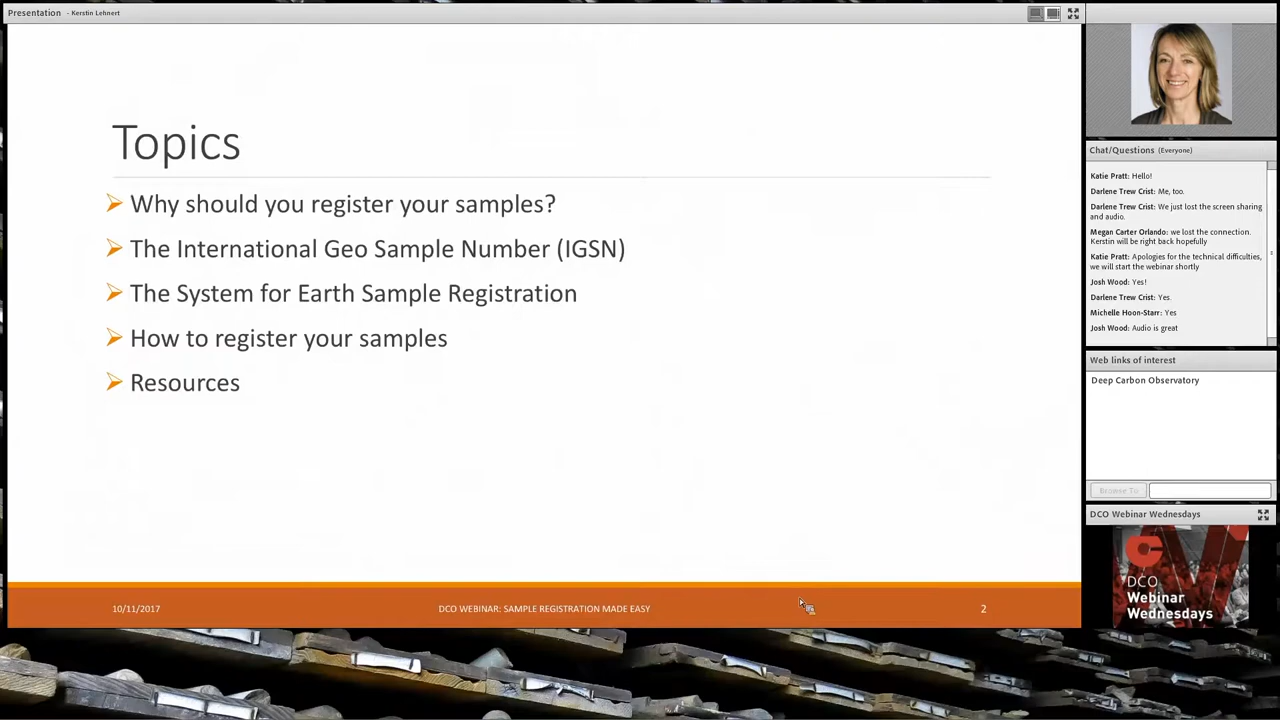 Presentation - Kerstin Lehnert
Topics
Why should you register your samples?
The International Geo Sample Number (IGSN)
The System for Earth Sample Registration
How to register your samples
Resources
10/11/2017
DCO WEBINAR: SAMPLE REGISTRATION MADE EASY
2
Chat/Questions (Everyone)
Katie Pratt: Hello!
Darlene Trew Crist: Me, too.
Darlene Trew Crist: We just lost the screen sharing
and audio.
Megan Carter Orlando: we lost the connection.
Kerstin will be right back hopefully
Katie Pratt: Apologies for the technical difficulties,
we will start the webinar shortly
Josh Wood: Yes!
Darlene Trew Crist: Yes.
Michelle Hoon-Starr: Yes
Josh Wood: Audio is great
Web links of interest
Deep Carbon Observatory
Browse To
DCO Webinar Wednesdays
DCO
Webinar
Wednesdays